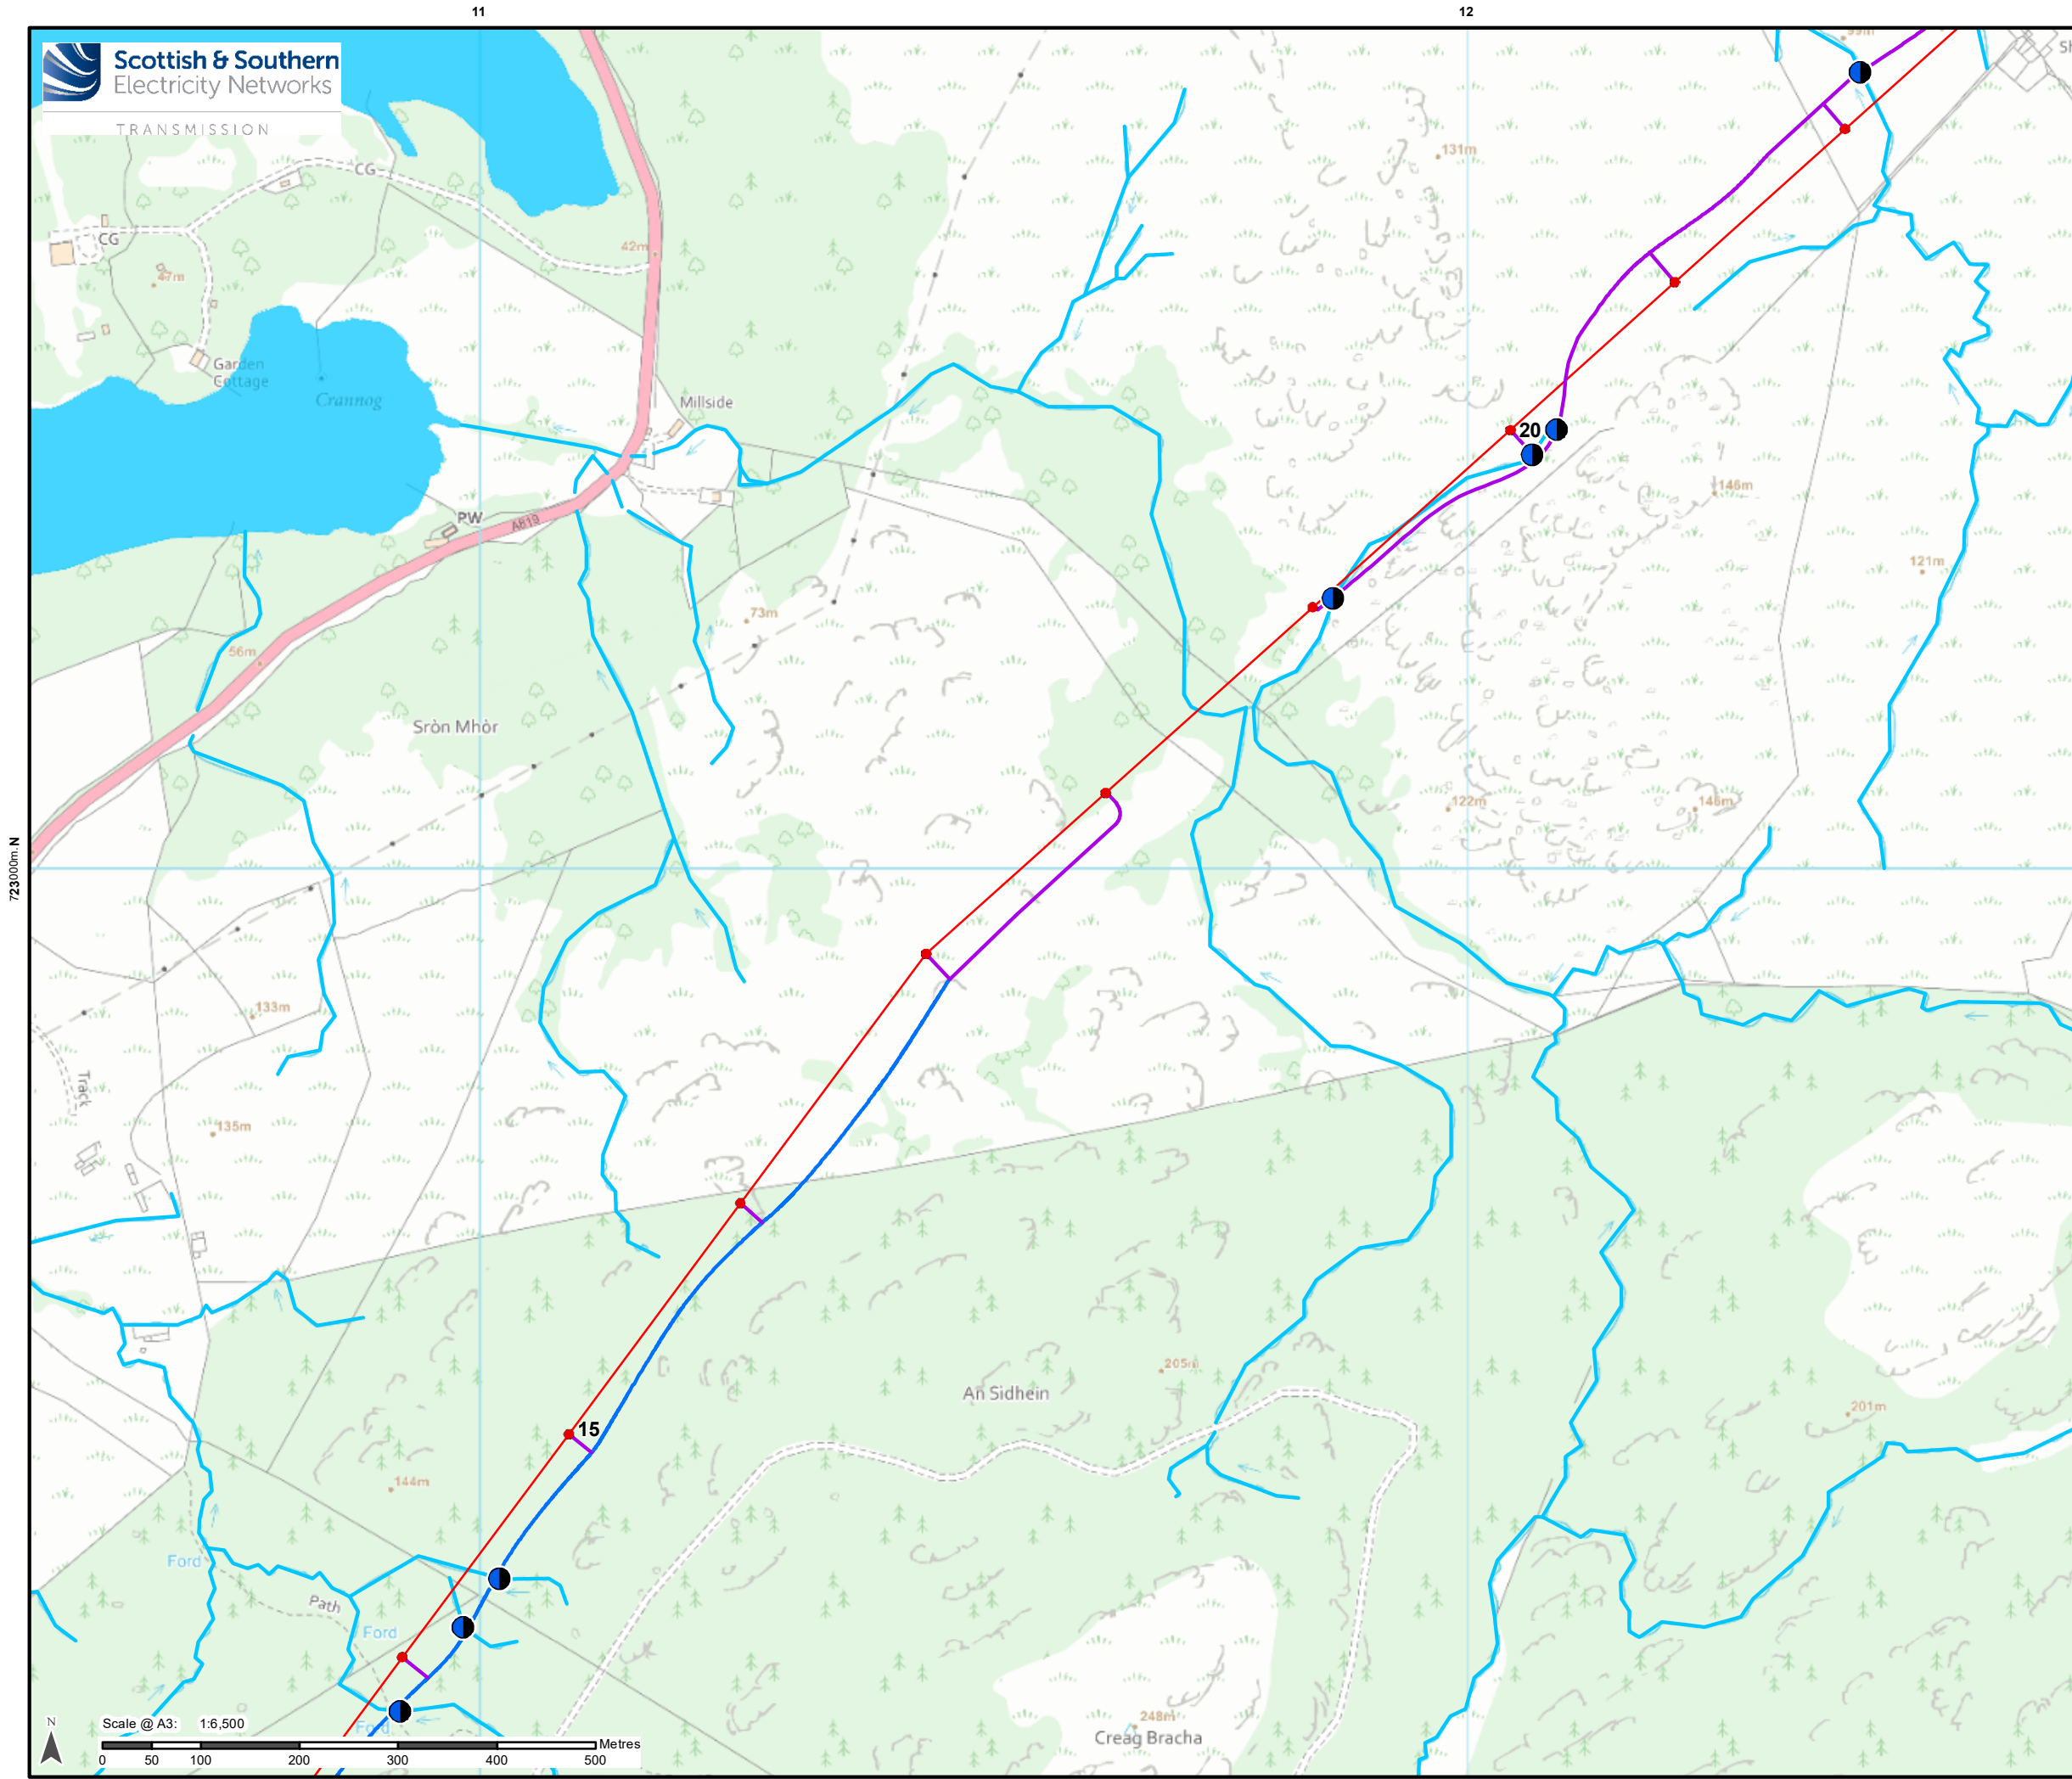 11
12
Scottish & Southern
Electricity Networks
TRANSMISSION
99m
131m
CG
CG
42m
47m
Garden
Cottage
Crannog
Millside
20
146m
PW
A819
121m
73m
56m
Sròn Mhòr
122m
146m
723000m.N
133m
Track
135m
205m
An Sidhein
201m
15
144m
Ford
Path
Ford
248m
Creag Bracha
Ford
N
Scale @ A3: 1:6,500
Metres
0 50 100 200 300 400 500